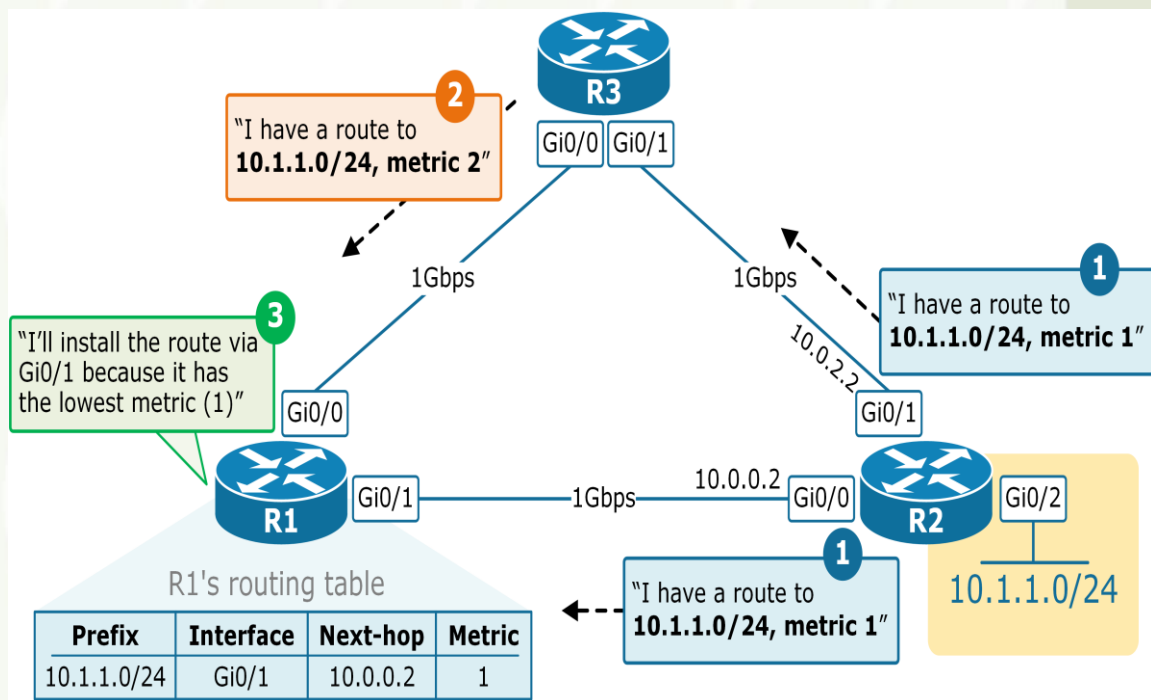 R3
2
"I have a route to
10.1.1.0/24, metric 2"
Gi0/0
Gi0/1
1Gbps
1Gbps
1
"I have a route to
10.1.1.0/24, metric 1"
3
"I'll install the route via
Gi0/1 because it has
the lowest metric (1)"
10.0.2.2
Gi0/0
Gi0/1
R1
Gi0/1
1Gbps
10.0.0.2
Gi0/0
R2
Gi0/2
10.1.1.0/24
1
"I have a route to
10.1.1.0/24, metric 1"
R1's routing table
Prefix Interface Next-hop Metric
10.1.1.0/24 Gi0/1 10.0.0.2 1